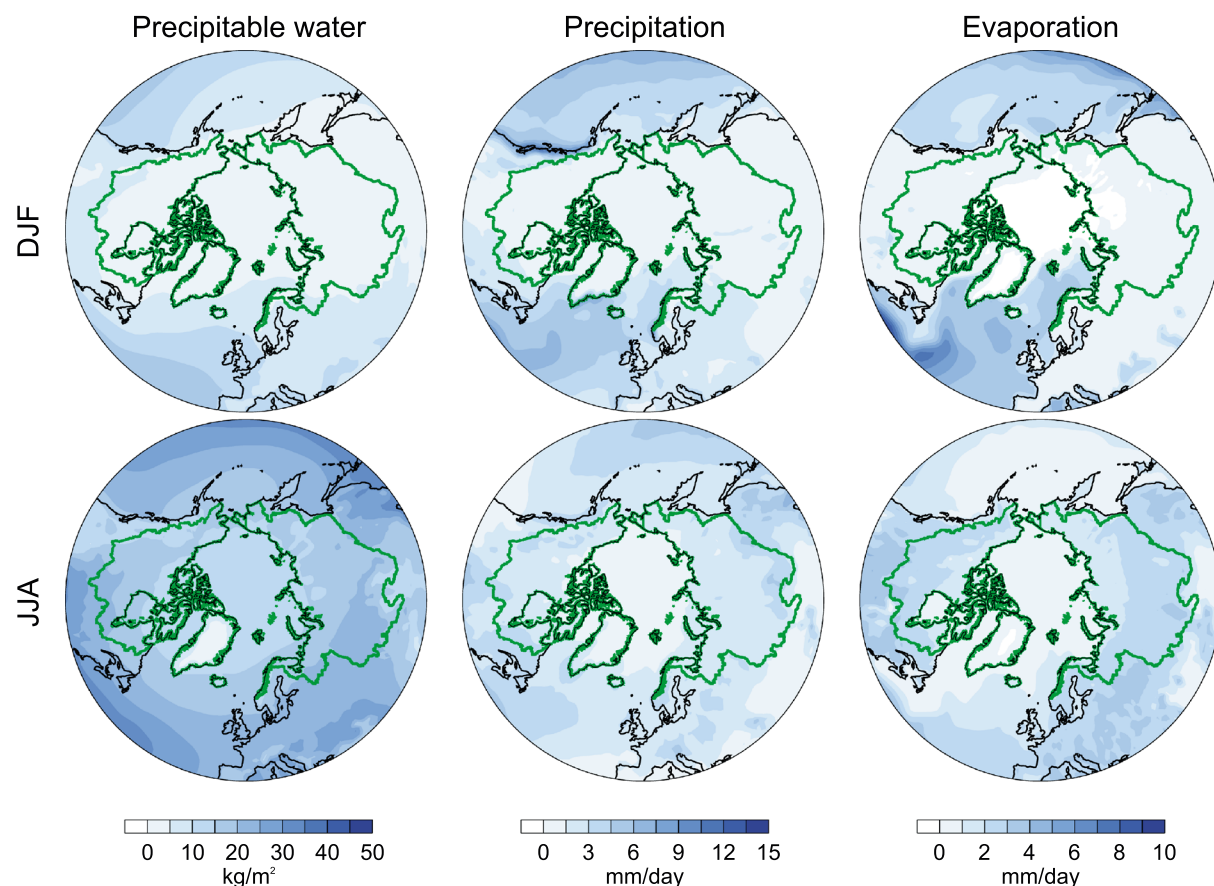 Precipitable water Precipitation Evaporation
DJF
JJA
0 10 20 30 40 50 0 3 6 9 12 15 0 2 4 6 8 10
kg/m² mm/day mm/day